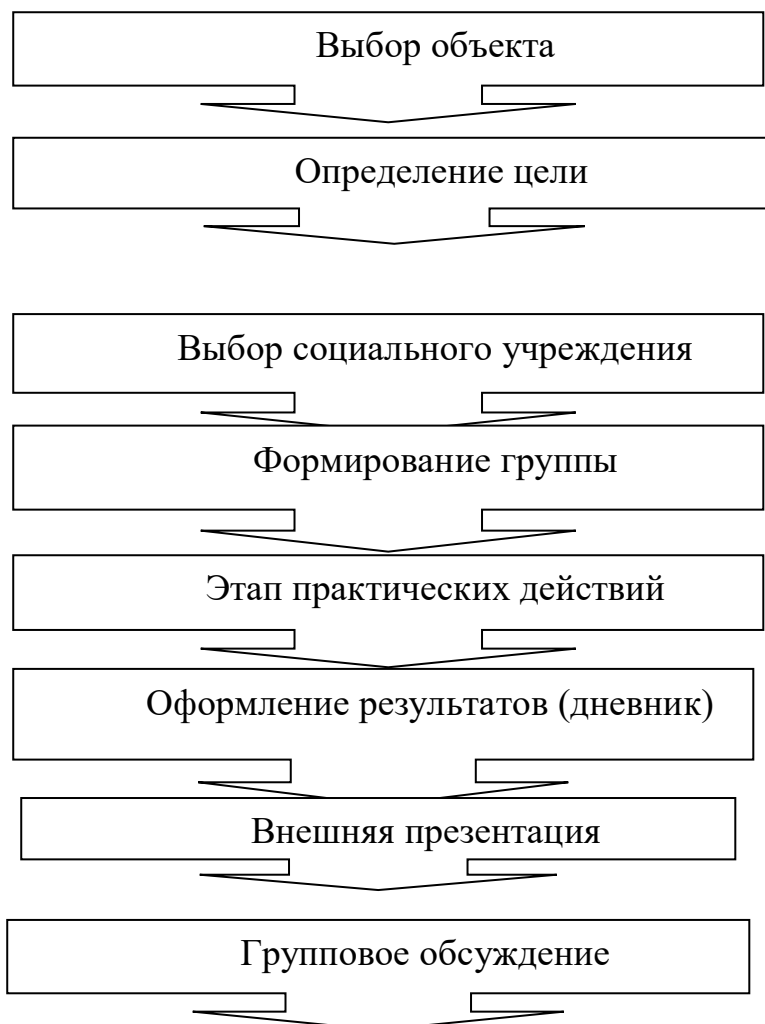 Выбор объекта
Определение цели
Выбор социального учреждения
Формирование группы
Этап практических действий
Оформление результатов (дневник)
Внешняя презентация
Групповое обсуждение